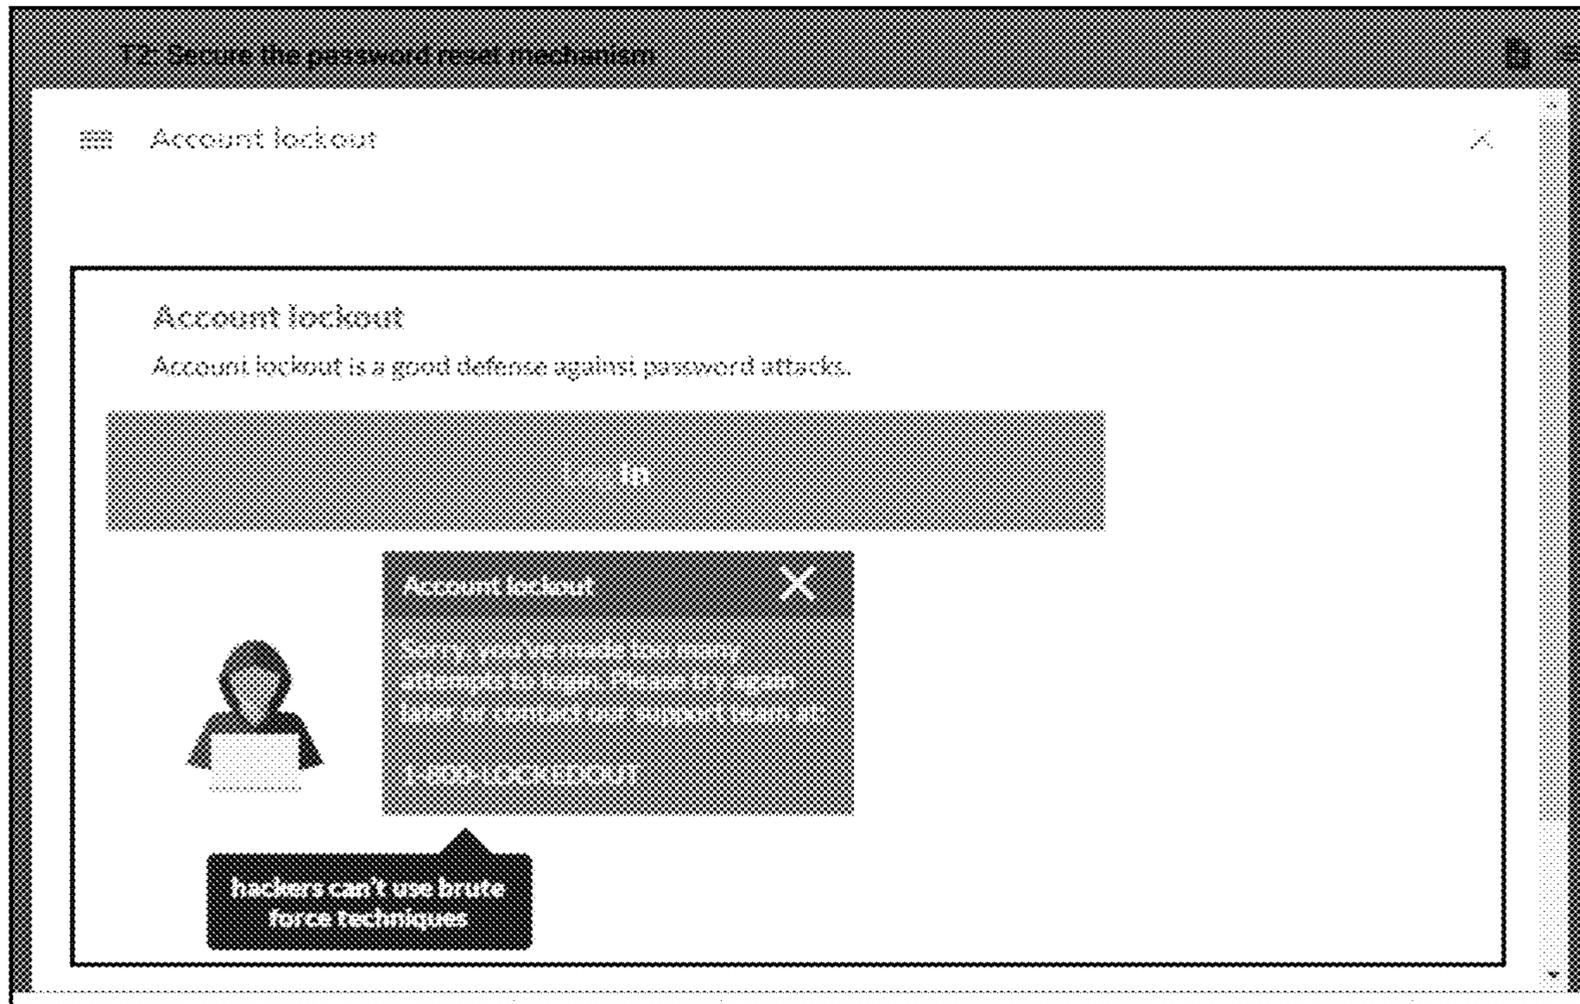 T2: Secure the password reset mechanism
Account lockout
Account lockout
Account lockout is a good defense against password attacks.
Log In
Account lockout
Sorry, you've made too many
attempts to login. Please try again
later or contact our support team at
1-800-LOCKEDOUT
hackers can't use brute
force techniques